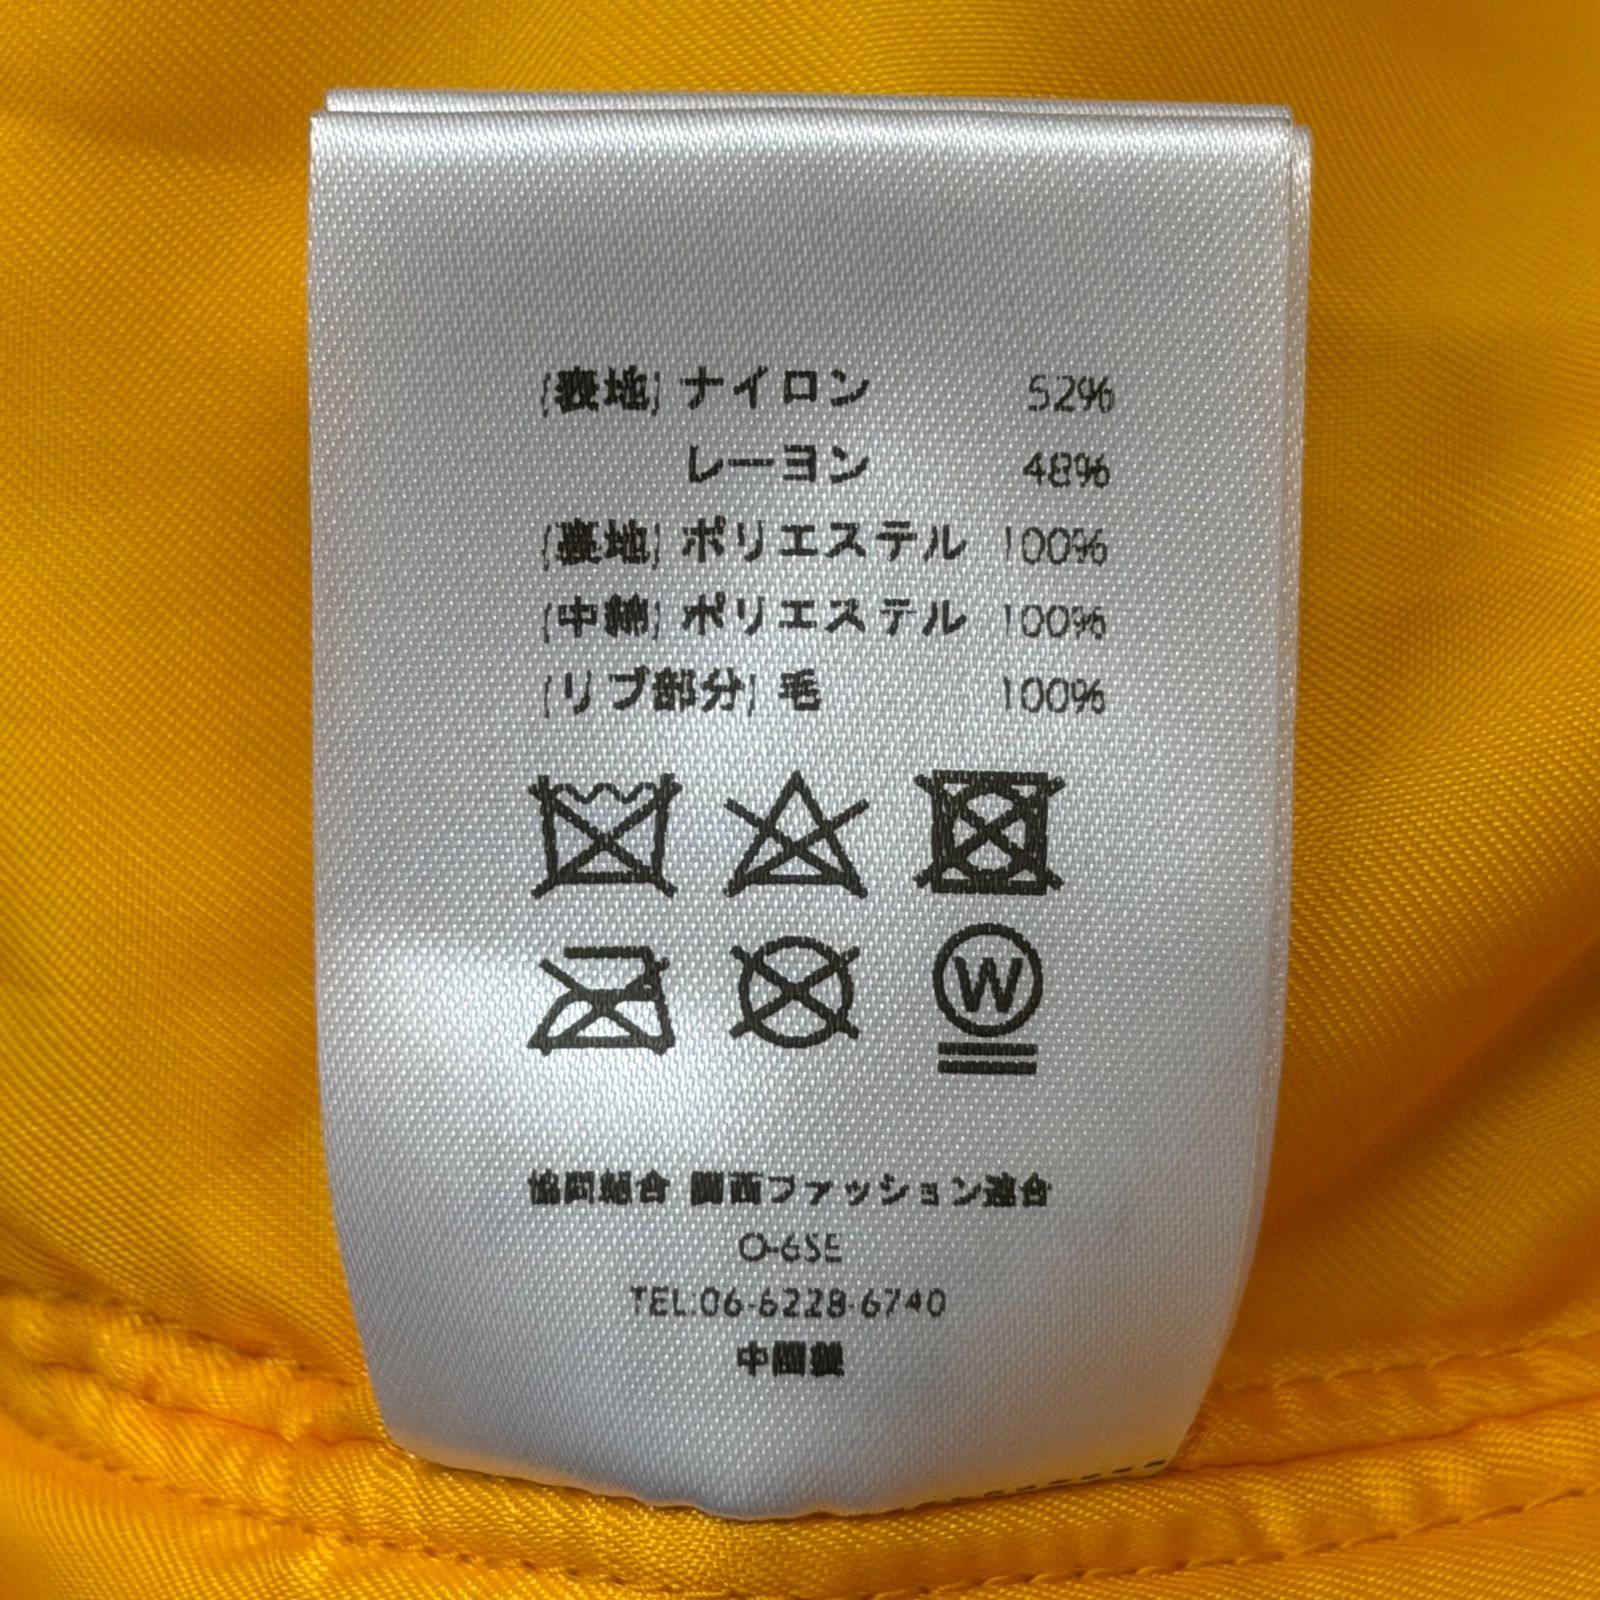 (表地) ナイロン 52%
レーヨン 48%
(裏地) ポリエステル 100%
(中綿) ポリエステル 100%
(リブ部分) 毛 100%
W
協同組合 関西ファッション連合
O-6SE
TEL:06-6228-6740
中国製